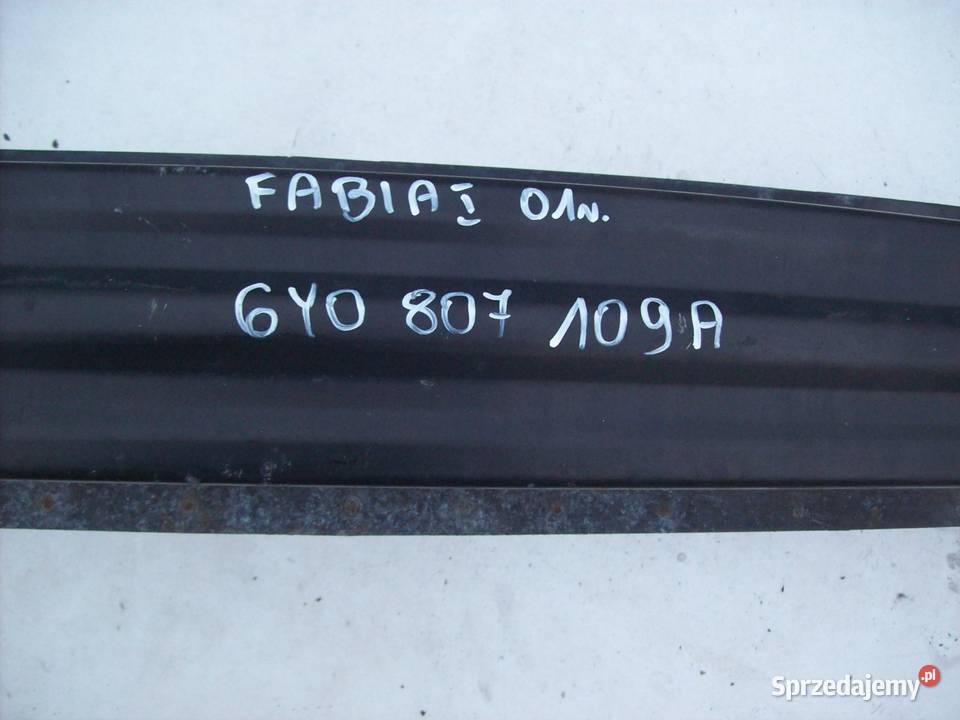 FABIA I 01r.
6Y0 807 109A
Sprzedajemy.pl